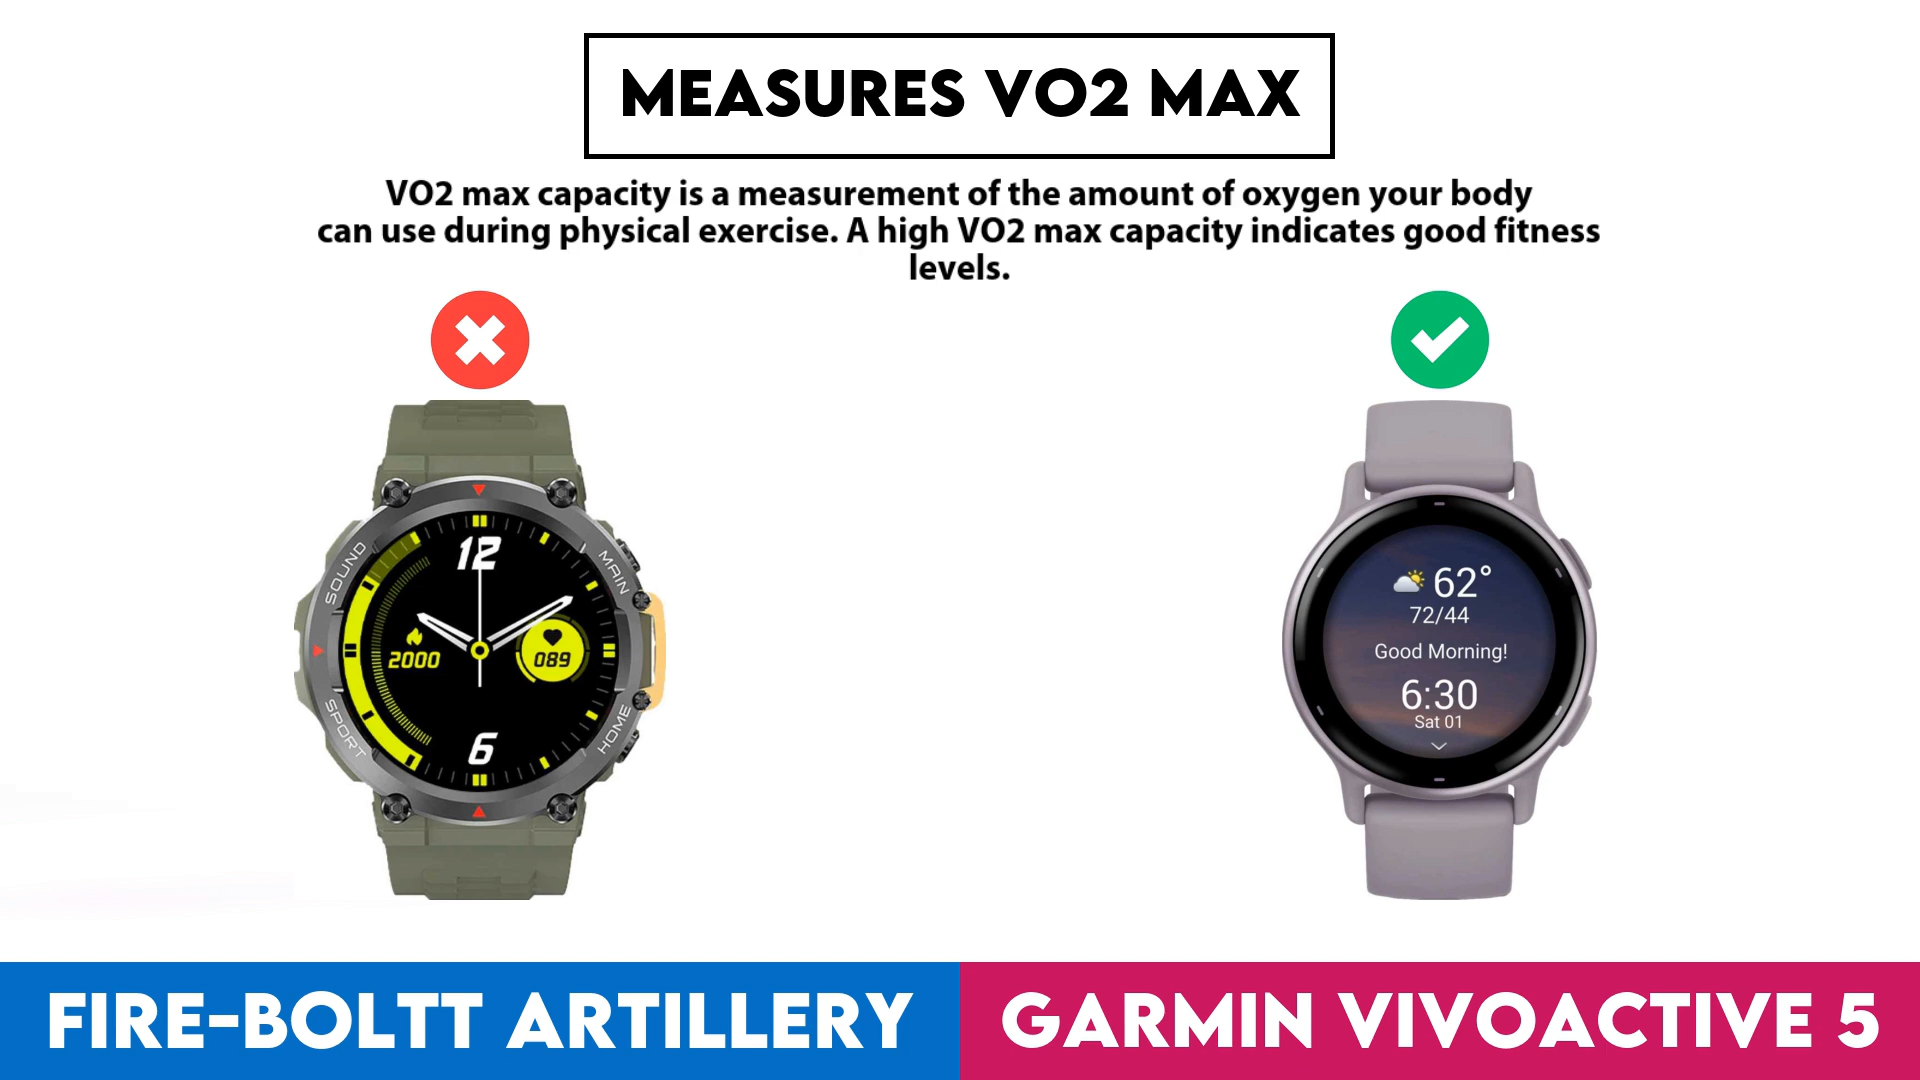 MEASURES VO2 MAX
VO2 max capacity is a measurement of the amount of oxygen your body
can use during physical exercise. A high VO2 max capacity indicates good fitness
levels.
SOUND
MAIN
12
2000
089
6
SPORT
HOME
62°
72/44
Good Morning!
6:30
Sat 01
FIRE-BOLTT ARTILLERY
GARMIN VIVOACTIVE 5